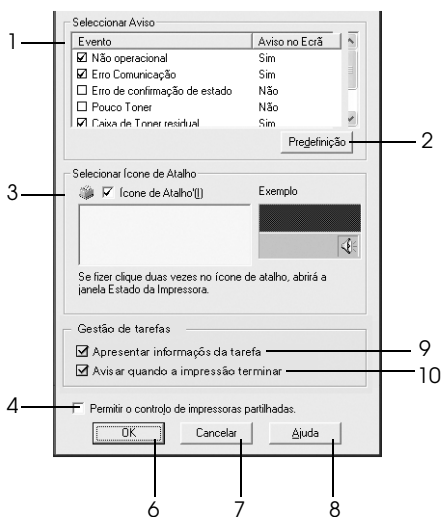 Seleccionar Aviso
1
Evento Aviso no Ecrã
Não operacional Sim
Erro Comunicação Sim
Erro de confirmação de estado Não
Pouco Toner Não
Caixa de Toner residual Sim
Predefinição 2
Selecionar Ícone de Atalho
3
Ícone de Atalho'(I) Exemplo
Se fizer clique duas vezes no ícone de atalho, abrirá a
janela Estado da Impressora.
Gestão de tarefas
Apresentar informaçõs da tarefa 9
Avisar quando a impressão terminar 10
4 Permitir o controlo de impressoras partilhadas.
OK Cancelar Ajuda
6 7 8